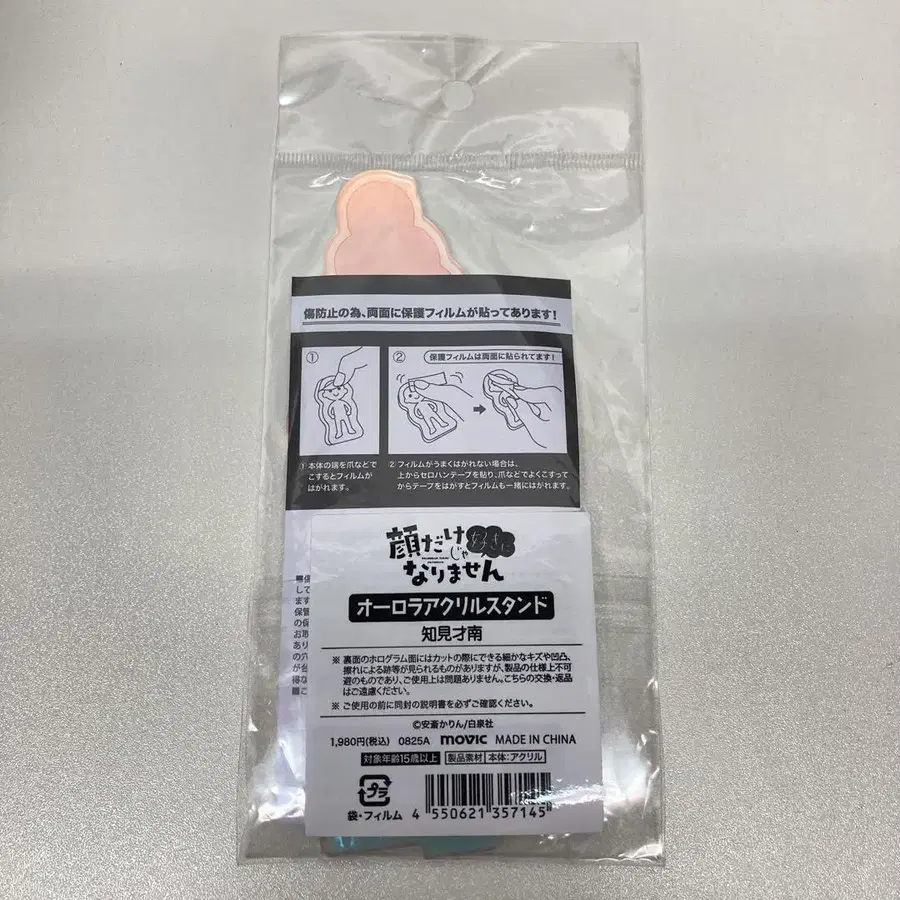 傷防止の為、両面に保護フィルムが貼ってあります!
①
②
保護フィルムは両面に貼られてます!
①本体の端を爪などで
こするとフィルムが
はがれます。
②フィルムがうまくはがれない場合は、
上からセロハンテープを貼り、爪などでよくこすって
からテープをはがすとフィルムも一緒にはがれます。
顔だけじゃ好きに
なりません
オーロラアクリルスタンド
知見才南
※ 裏面のホログラム面にはカットの際にできる細かなキズや凹凸、
擦れによる跡等が見られるものがありますが、製品の仕様上不可
避のものであり、ご使用上は問題ありません。こちらの交換・返品
はご遠慮ください。
※ ご使用の前に同封の説明書を必ずご確認ください。
©安斎かりん/白泉社
1,980円(税込) 0825A movic MADE IN CHINA
対象年齢15歳以上 製品素材 本体:アクリル
プラ
袋・フィルム
4 550621 357145